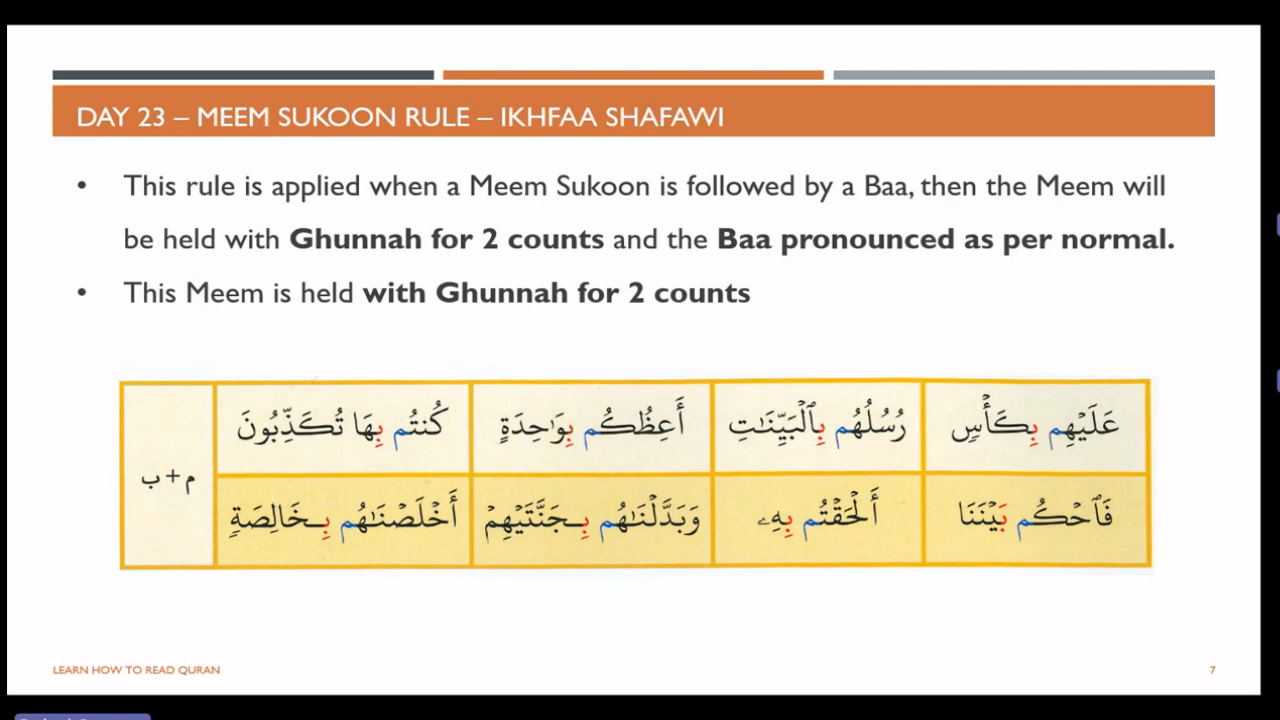 DAY 23 – MEEM SUKOON RULE – IKHFAA SHAFAWI
• This rule is applied when a Meem Sukoon is followed by a Baa, then the Meem will
be held with Ghunnah for 2 counts and the Baa pronounced as per normal.
• This Meem is held with Ghunnah for 2 counts
عَلَيْهِم بِكَأْسٍ
رُسُلُهُم بِٱلْبَيِّنَٰتِ
أَعِظُكُم بِوَٰحِدَةٍ
كُنتُم بِهَا تُكَذِّبُونَ
م + ب
فَٱحْكُم بَيْنَنَا
أَلْحَقْتُم بِهِۦ
وَبَدَّلْنَٰهُم بِجَنَّتَيْهِمْ
أَخْلَصْنَٰهُم بِخَالِصَةٍ
LEARN HOW TO READ QURAN
7